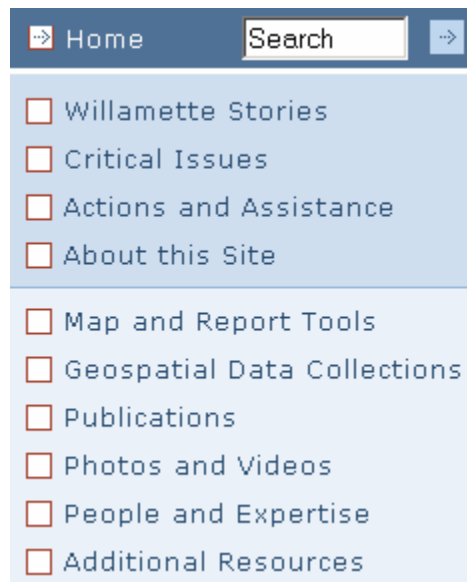 Home Search
Willamette Stories
Critical Issues
Actions and Assistance
About this Site
Map and Report Tools
Geospatial Data Collections
Publications
Photos and Videos
People and Expertise
Additional Resources